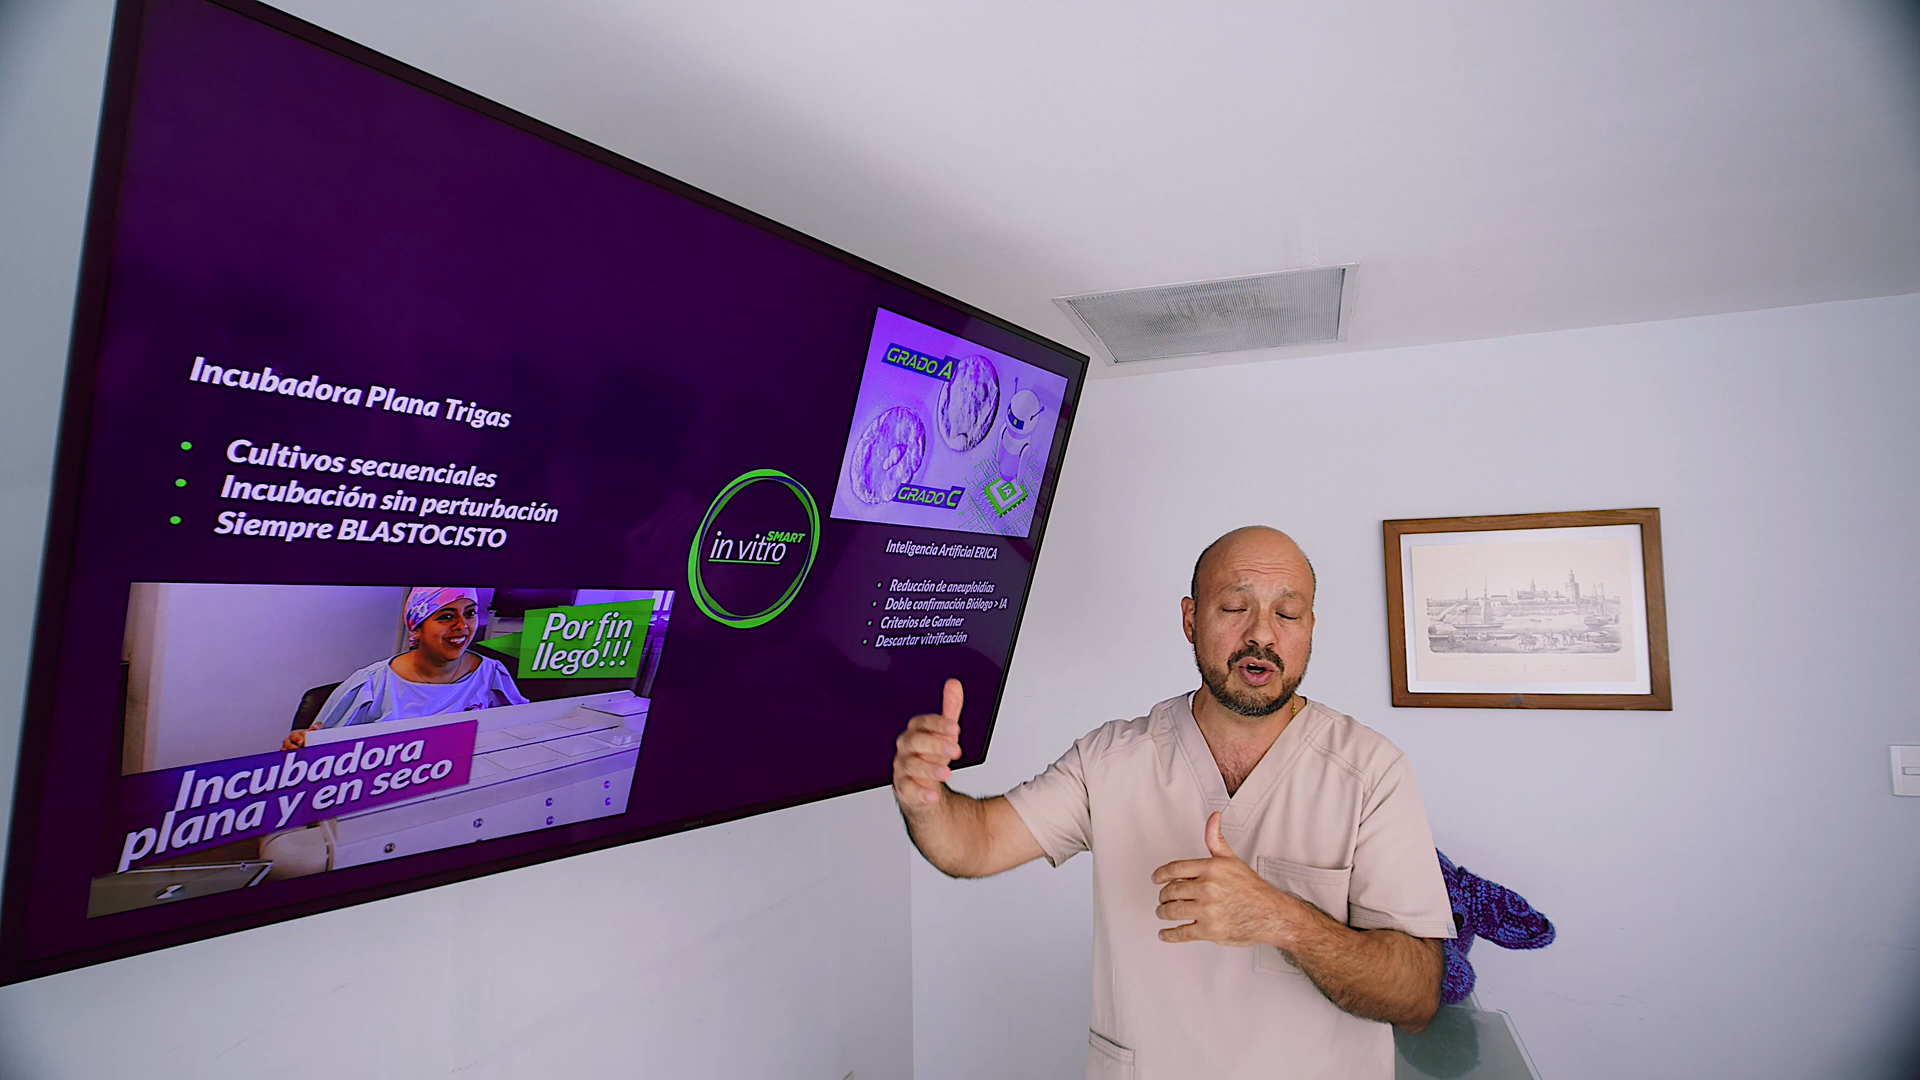 Incubadora Plana Trigas
• Cultivos secuenciales
• Incubación sin perturbación
• Siempre BLASTOCISTO
Por fin
llegó!!!
Incubadora
plana y en seco
SMART
in vitro
GRADO A
GRADO C
IA
Inteligencia Artificial ERICA
• Reducción de aneuploidías
• Doble confirmación Biólogo > IA
• Criterios de Gardner
• Descartar vitrificación